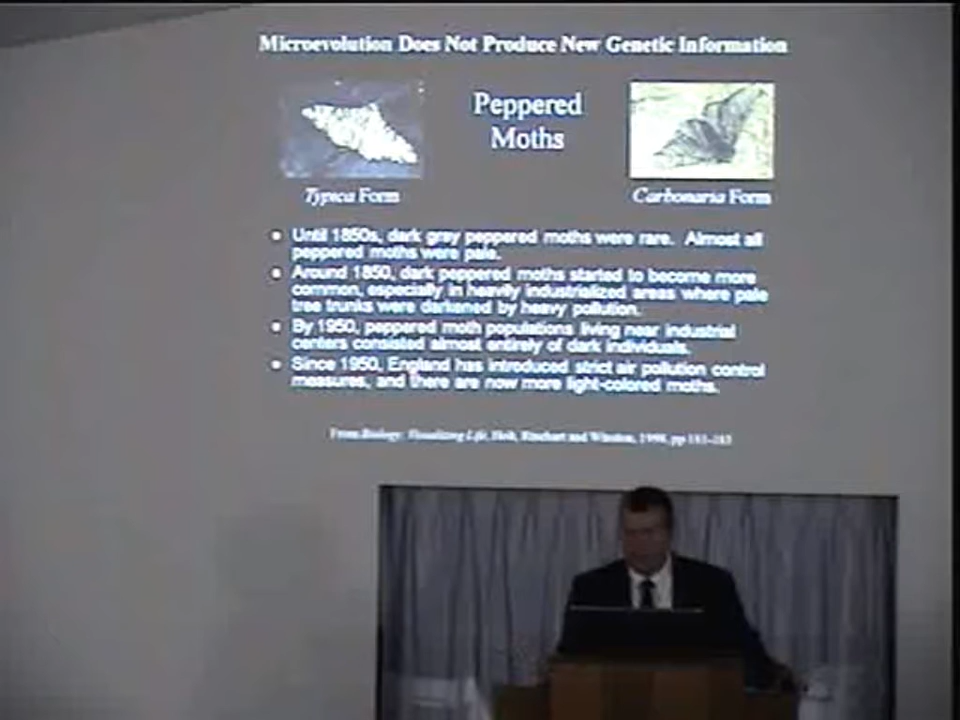 Microevolution Does Not Produce New Genetic Information
Peppered
Moths
Typica Form
Carbonaria Form
• Until 1850s, dark gray peppered moths were rare. Almost all
peppered moths were pale.
• Around 1850, dark peppered moths started to become more
common, especially in heavily industrialized areas where pale
tree trunks were darkened by heavy pollution.
• By 1950, peppered moth populations living near industrial
centers consisted almost entirely of dark individuals.
• Since 1950, England has introduced strict air pollution control
measures, and there are now more light-colored moths.
From Biology: Visualizing Life, Holt, Rinehart and Winston, pp